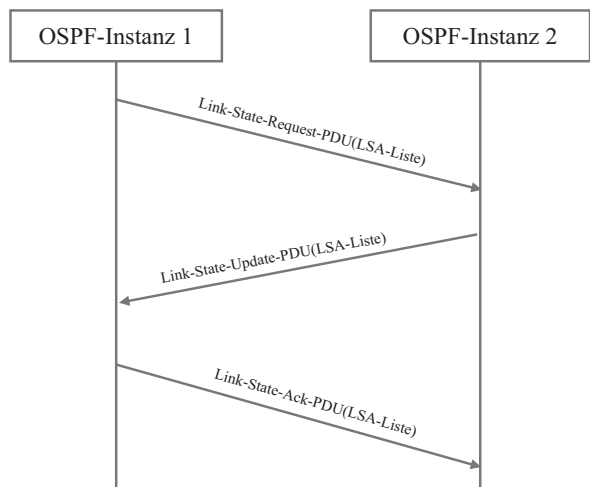 OSPF-Instanz 1
OSPF-Instanz 2
Link-State-Request-PDU(LSA-Liste)
Link-State-Update-PDU(LSA-Liste)
Link-State-Ack-PDU(LSA-Liste)